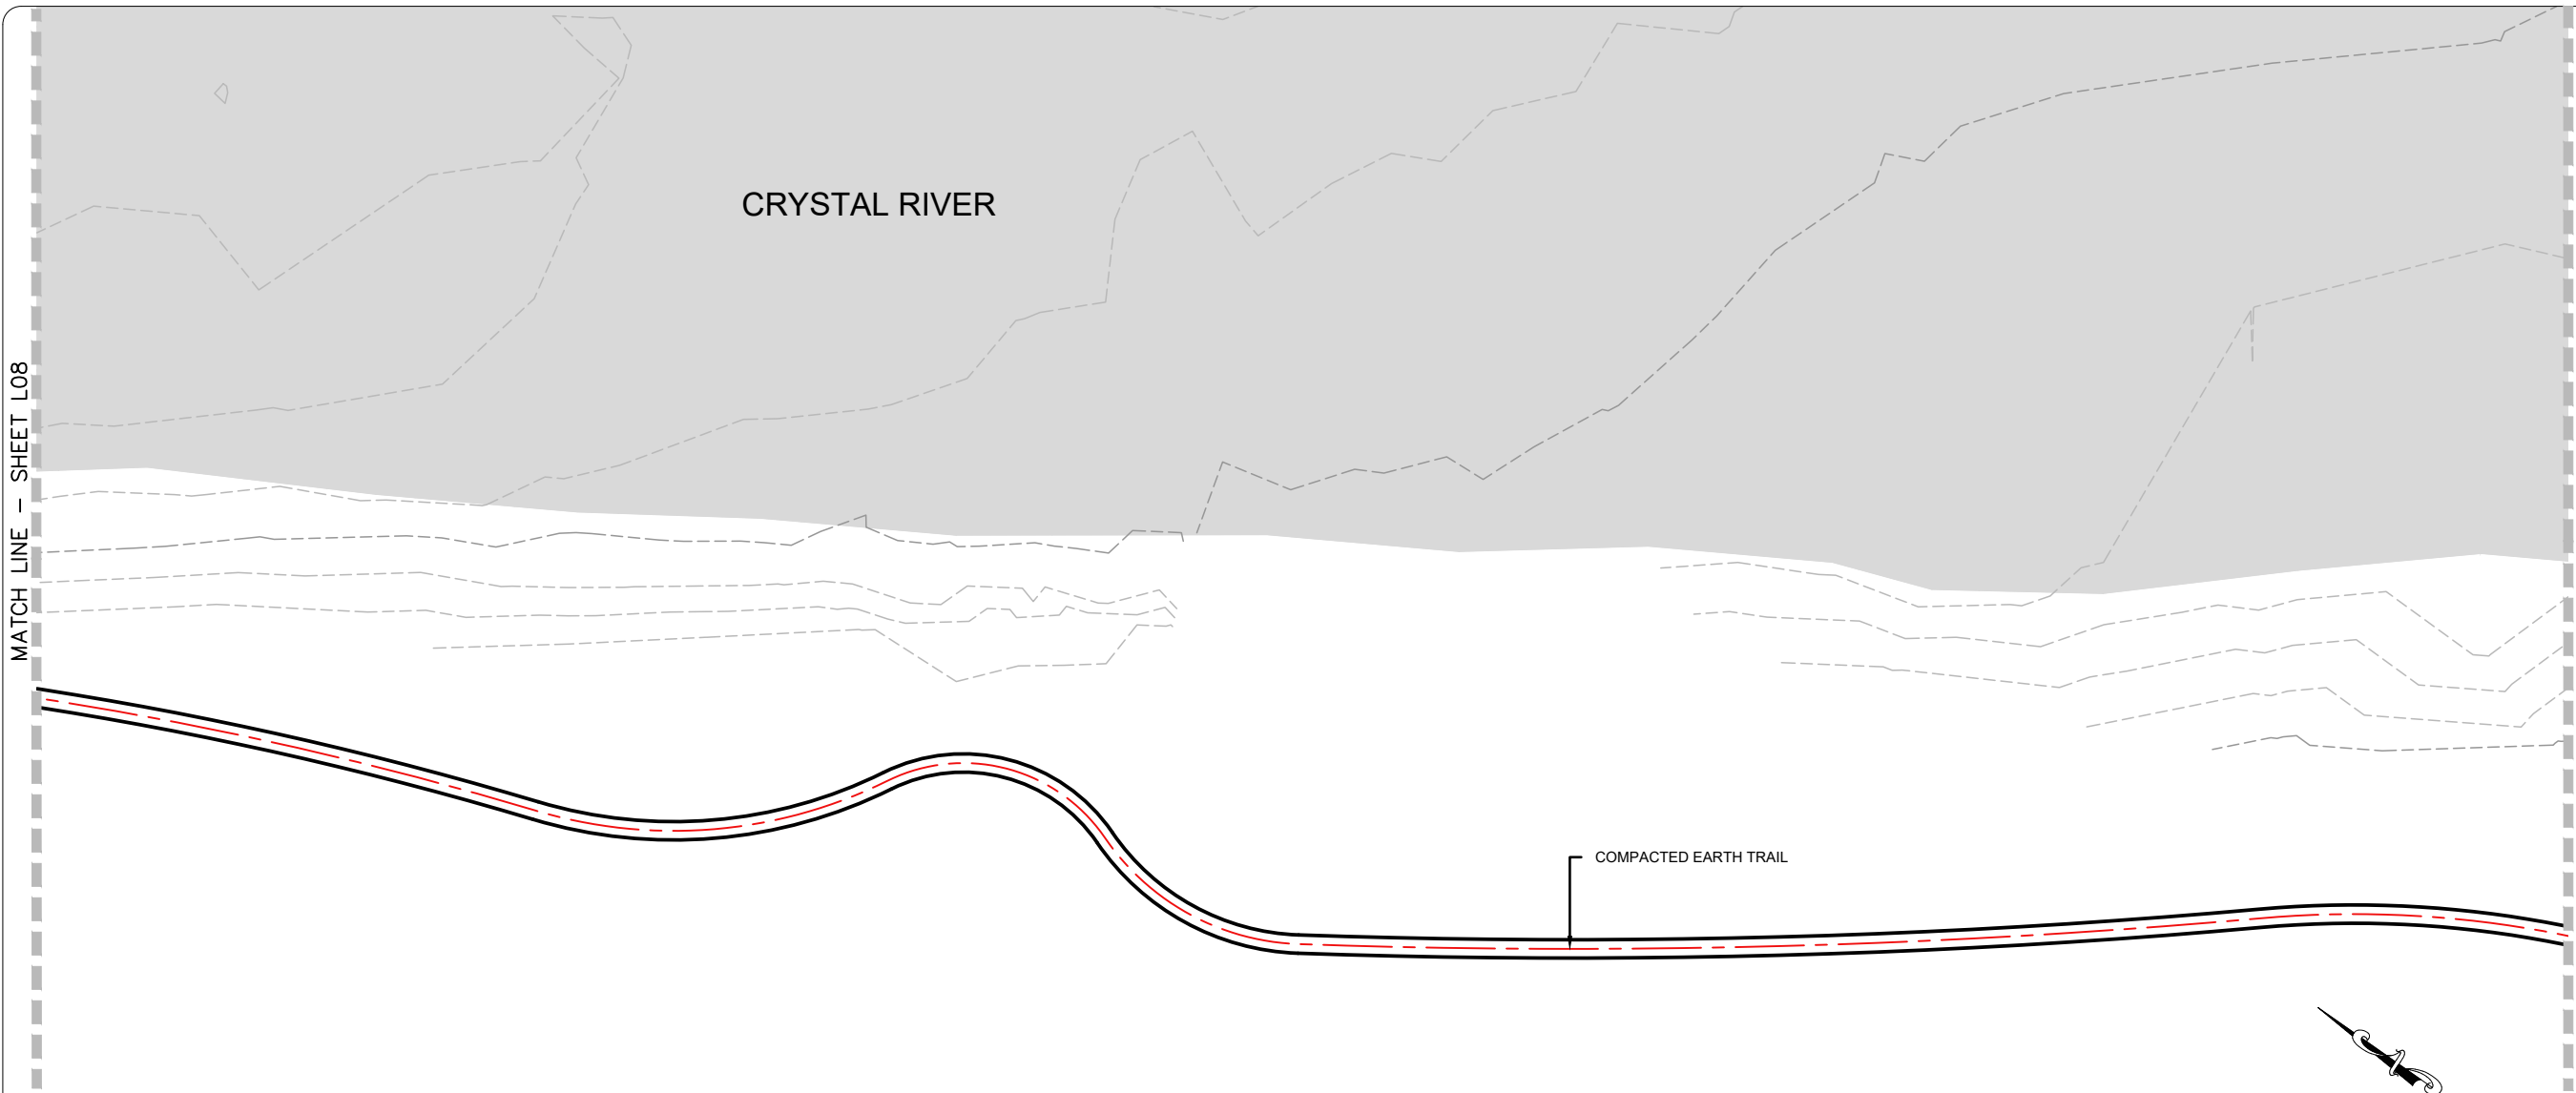 CRYSTAL RIVER
MATCH LINE – SHEET L08
COMPACTED EARTH TRAIL